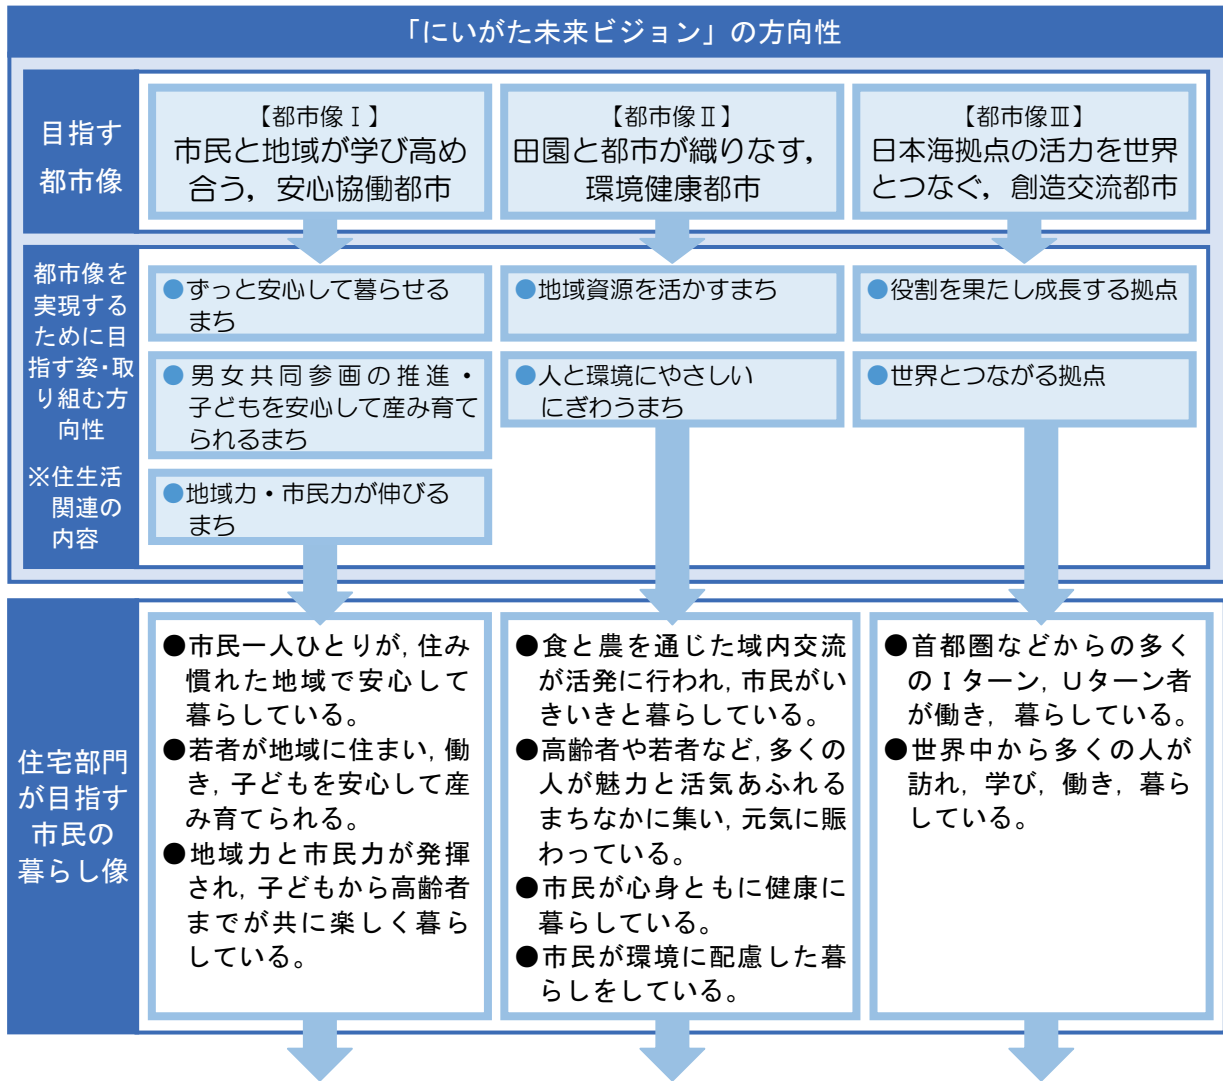 「にいがた未来ビジョン」の方向性
目指す
都市像
【都市像Ⅰ】
市民と地域が学び高め
合う，安心協働都市
【都市像Ⅱ】
田園と都市が織りなす，
環境健康都市
【都市像Ⅲ】
日本海拠点の活力を世界
とつなぐ，創造交流都市
都市像を
実現する
ために目
指す姿・取
り組む方
向性
※住生活
関連の
内容
●ずっと安心して暮らせる
まち
●男女共同参画の推進・
子どもを安心して産み育て
られるまち
●地域力・市民力が伸びる
まち
●地域資源を活かすまち
●人と環境にやさしい
にぎわうまち
●役割を果たし成長する拠点
●世界とつながる拠点
住宅部門
が目指す
市民の
暮らし像
●市民一人ひとりが，住み
慣れた地域で安心して
暮らしている。
●若者が地域に住まい，働
き，子どもを安心して産
み育てられる。
●地域力と市民力が発揮
され，子どもから高齢者
までが共に楽しく暮ら
している。
●食と農を通じた域内交流
が活発に行われ，市民がい
きいきと暮らしている。
●高齢者や若者など，多くの
人が魅力と活気あふれる
まちなかに集い，元気に賑
わっている。
●市民が心身ともに健康に
暮らしている。
●市民が環境に配慮した暮
らしをしている。
●首都圏などからの多く
のＩターン，Ｕターン者
が働き，暮らしている。
●世界中から多くの人が
訪れ，学び，働き，暮ら
している。